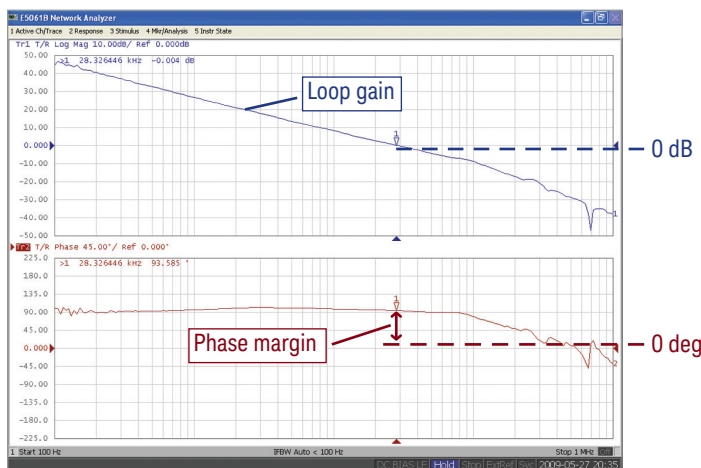 E5061B Network Analyzer
1 Active Ch/Trace 2 Response 3 Stimulus 4 Mkr/Analysis 5 Instr State
Tr1 T/R Log Mag 10.00dB/ Ref 0.000dB
50.00
>1 28.326446 kHz -0.004 dB
40.00
30.00
20.00
10.00
0.000
-10.00
-20.00
-30.00
-40.00
-50.00
Loop gain
1
0 dB
1
Tr2 T/R Phase 45.00°/ Ref 0.000°
225.0
>1 28.326446 kHz 93.585 °
180.0
135.0
90.00
45.00
0.000
-45.00
-90.00
-135.0
-180.0
-225.0
1
Phase margin
0 deg
2
1 Start 100 Hz
IFBW Auto < 100 Hz
Stop 1 MHz Off
DC BIAS LF Hold Stop ExtRef Svc 2009-05-27 20:35